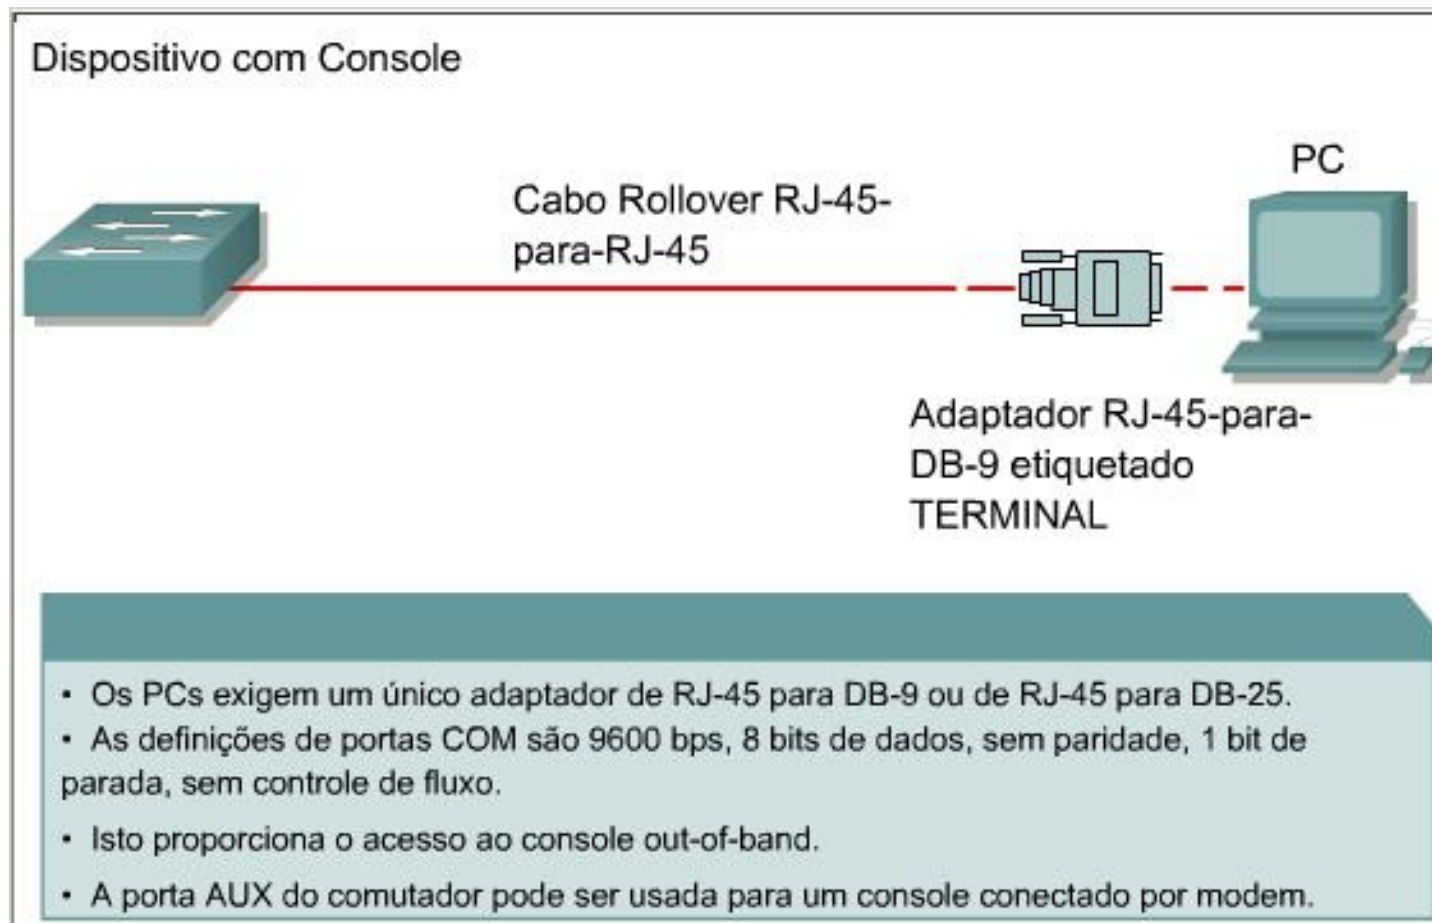 Dispositivo com Console
PC
Cabo Rollover RJ-45-
para-RJ-45
Adaptador RJ-45-para-
DB-9 etiquetado
TERMINAL
• Os PCs exigem um único adaptador de RJ-45 para DB-9 ou de RJ-45 para DB-25.
• As definições de portas COM são 9600 bps, 8 bits de dados, sem paridade, 1 bit de
parada, sem controle de fluxo.
• Isto proporciona o acesso ao console out-of-band.
• A porta AUX do comutador pode ser usada para um console conectado por modem.